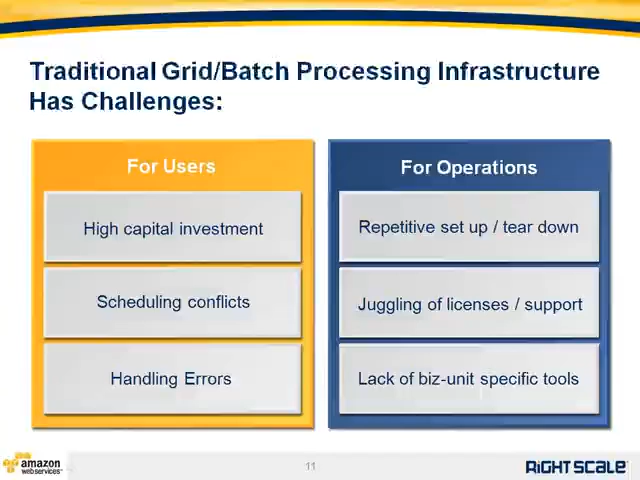 Traditional Grid/Batch Processing Infrastructure
Has Challenges:
For Users
High capital investment
Scheduling conflicts
Handling Errors
For Operations
Repetitive set up / tear down
Juggling of licenses / support
Lack of biz-unit specific tools
amazon
webservices
11
RIGHTSCALE